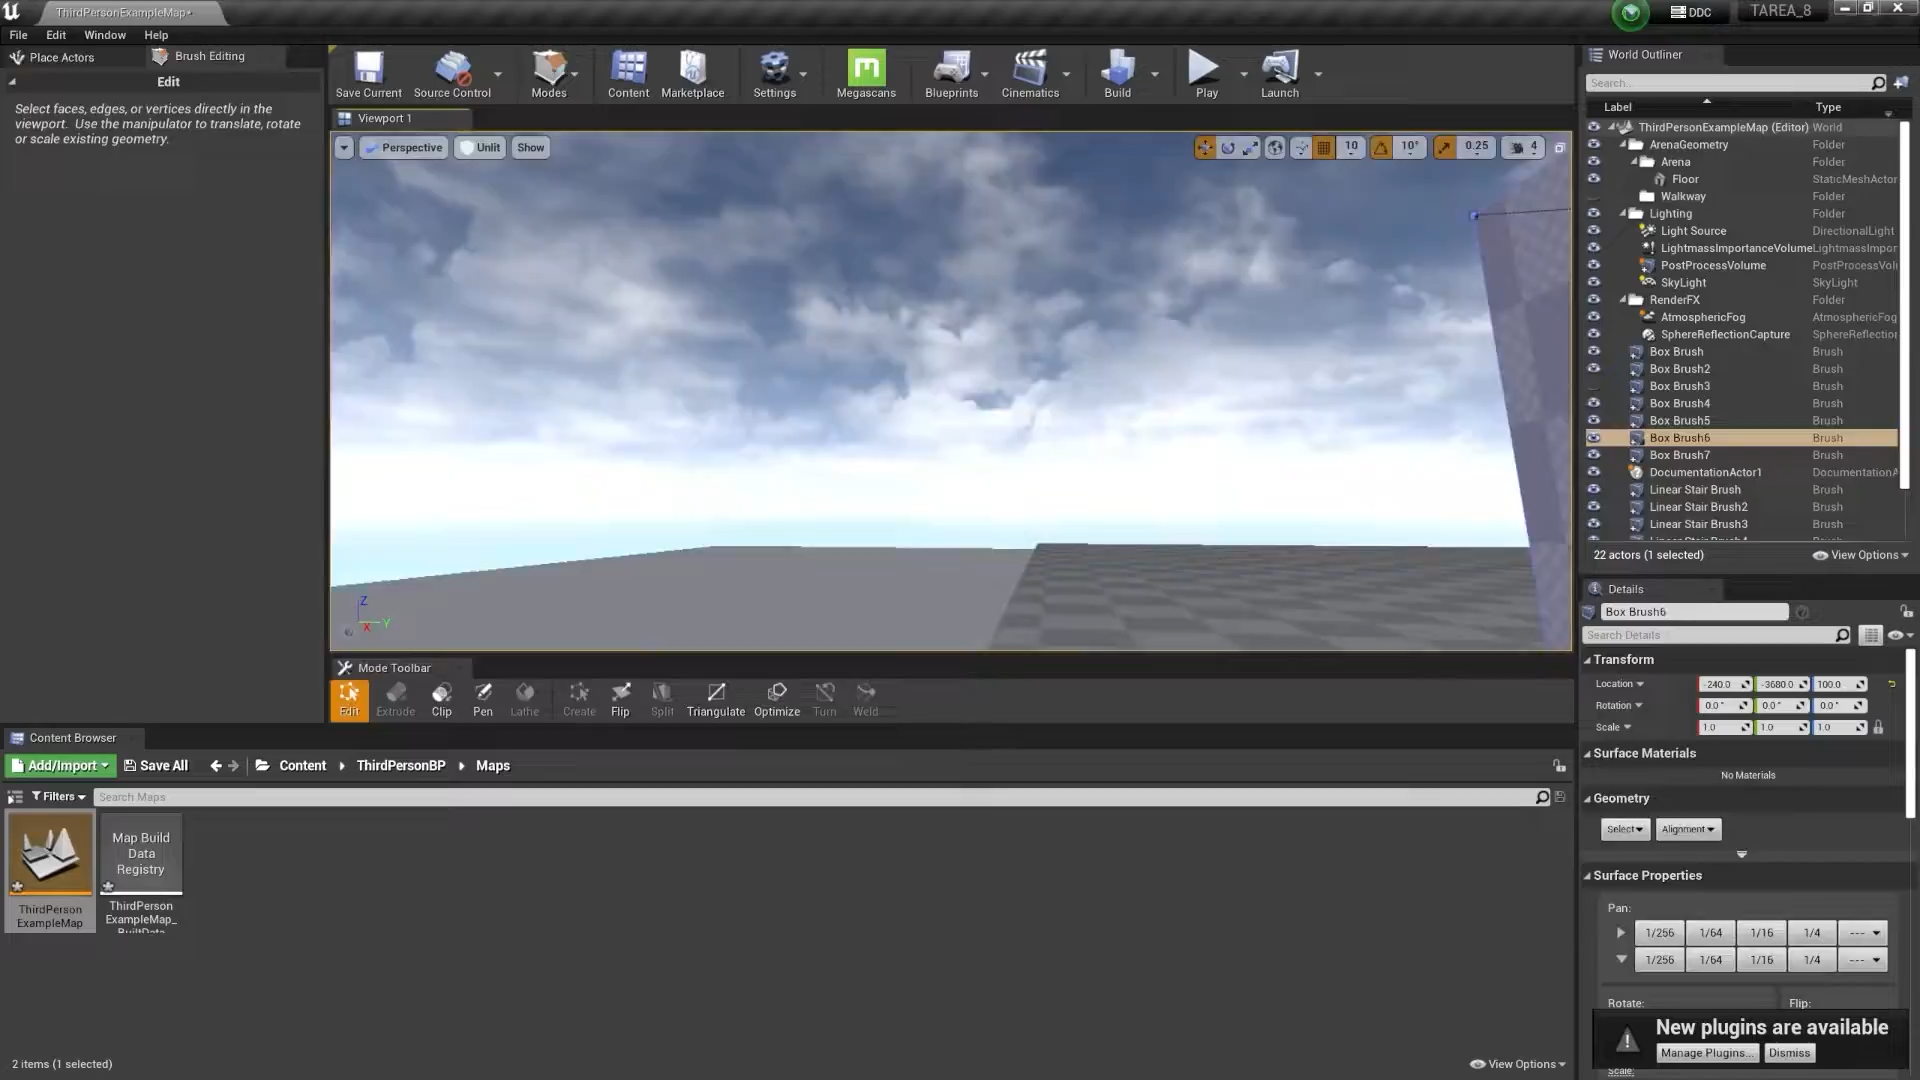 ThirdPersonExampleMap•
DDC
TAREA_8
File Edit Window Help
Place Actors
Brush Editing
Edit
Select faces, edges, or vertices directly in the
viewport. Use the manipulator to translate, rotate
or scale existing geometry.
Save Current
Source Control
Modes
Content
Marketplace
Settings
Megascans
Blueprints
Cinematics
Build
Play
Launch
Viewport 1
Perspective
Unlit
Show
10
10°
0.25
4
Z
X
Y
World Outliner
Search...
Label Type
ThirdPersonExampleMap (Editor) World
ArenaGeometry Folder
Arena Folder
Floor StaticMeshActor
Walkway Folder
Lighting Folder
Light Source DirectionalLight
LightmassImportanceVolume LightmassImpor
PostProcessVolume PostProcessVol
SkyLight SkyLight
RenderFX Folder
AtmosphericFog AtmosphericFog
SphereReflectionCapture SphereReflection
Box Brush Brush
Box Brush2 Brush
Box Brush3 Brush
Box Brush4 Brush
Box Brush5 Brush
Box Brush6 Brush
Box Brush7 Brush
DocumentationActor1 DocumentationA
Linear Stair Brush Brush
Linear Stair Brush2 Brush
Linear Stair Brush3 Brush
22 actors (1 selected)
View Options
Details
Box Brush6
Search Details
Transform
Location -240.0 -3680.0 100.0
Rotation 0.0° 0.0° 0.0°
Scale 1.0 1.0 1.0
Surface Materials
No Materials
Geometry
Select Alignment
Surface Properties
Pan:
1/256 1/64 1/16 1/4 ---
1/256 1/64 1/16 1/4 ---
Rotate: Flip:
New plugins are available
Manage Plugins... Dismiss
Scale:
Mode Toolbar
Edit Extrude Clip Pen Lathe Create Flip Split Triangulate Optimize Turn Weld
Content Browser
Add/Import
Save All
Content
ThirdPersonBP
Maps
Filters
Search Maps
ThirdPerson
ExampleMap
Map Build
Data
Registry
ThirdPerson
ExampleMap_
BuiltData
2 items (1 selected)
View Options